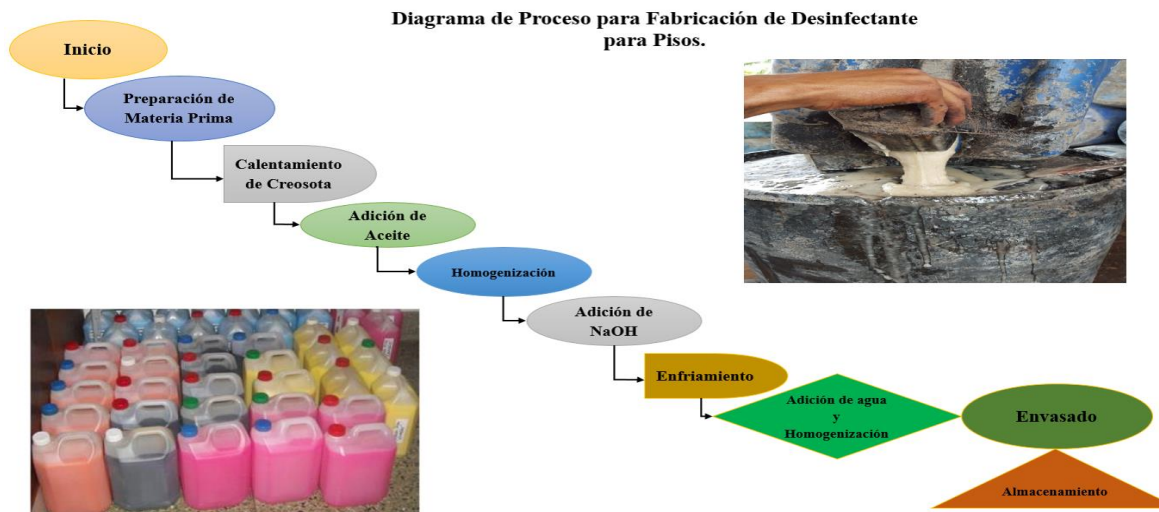 Diagrama de Proceso para Fabricación de Desinfectante
para Pisos.
Inicio
Preparación de
Materia Prima
Calentamiento
de Creosota
Adición de
Aceite
Homogenización
Adición de
NaOH
Enfriamiento
Adición de agua
y
Homogenización
Envasado
Almacenamiento